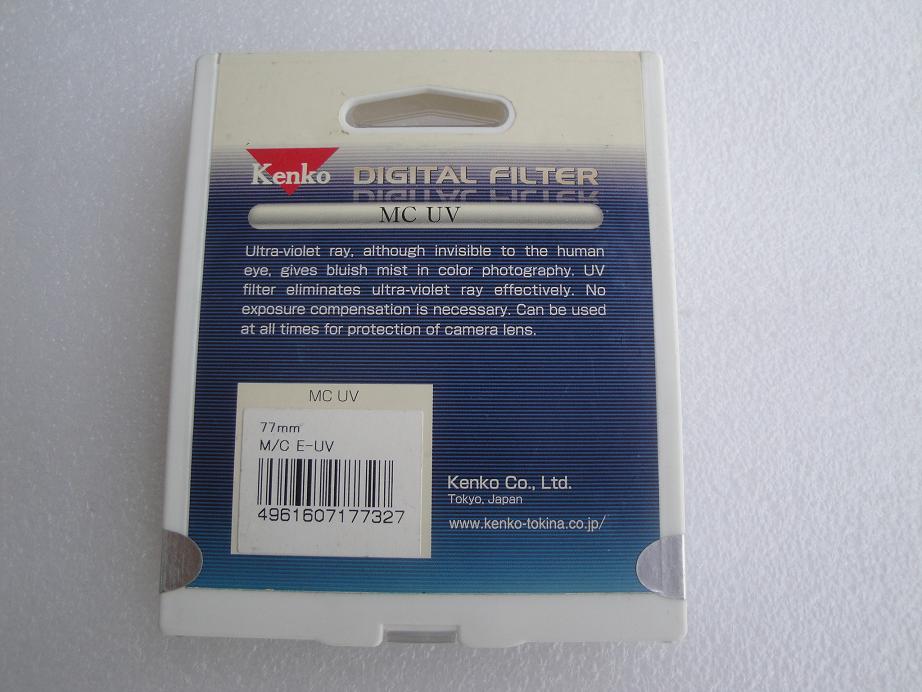 Kenko
DIGITAL FILTER
MC UV
Ultra-violet ray, although invisible to the human
eye, gives bluish mist in color photography. UV
filter eliminates ultra-violet ray effectively. No
exposure compensation is necessary. Can be used
at all times for protection of camera lens.
MC UV
77mm
M/C E-UV
4961607177327
Kenko Co., Ltd.
Tokyo, Japan
www.kenko-tokina.co.jp/